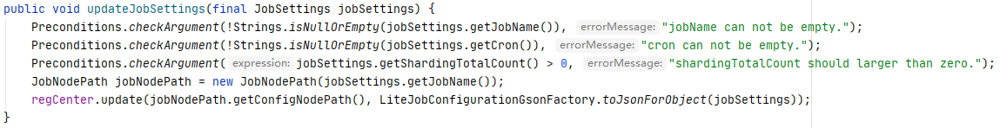 public void updateJobSettings(final JobSettings jobSettings) {
    Preconditions.checkArgument(!Strings.isNullOrEmpty(jobSettings.getJobName()), errorMessage: "jobName can not be empty.");
    Preconditions.checkArgument(!Strings.isNullOrEmpty(jobSettings.getCron()), errorMessage: "cron can not be empty.");
    Preconditions.checkArgument( expression: jobSettings.getShardingTotalCount() > 0, errorMessage: "shardingTotalCount should larger than zero.");
    JobNodePath jobNodePath = new JobNodePath(jobSettings.getJobName());
    regCenter.update(jobNodePath.getConfigNodePath(), LiteJobConfigurationGsonFactory.toJsonForObject(jobSettings));
}